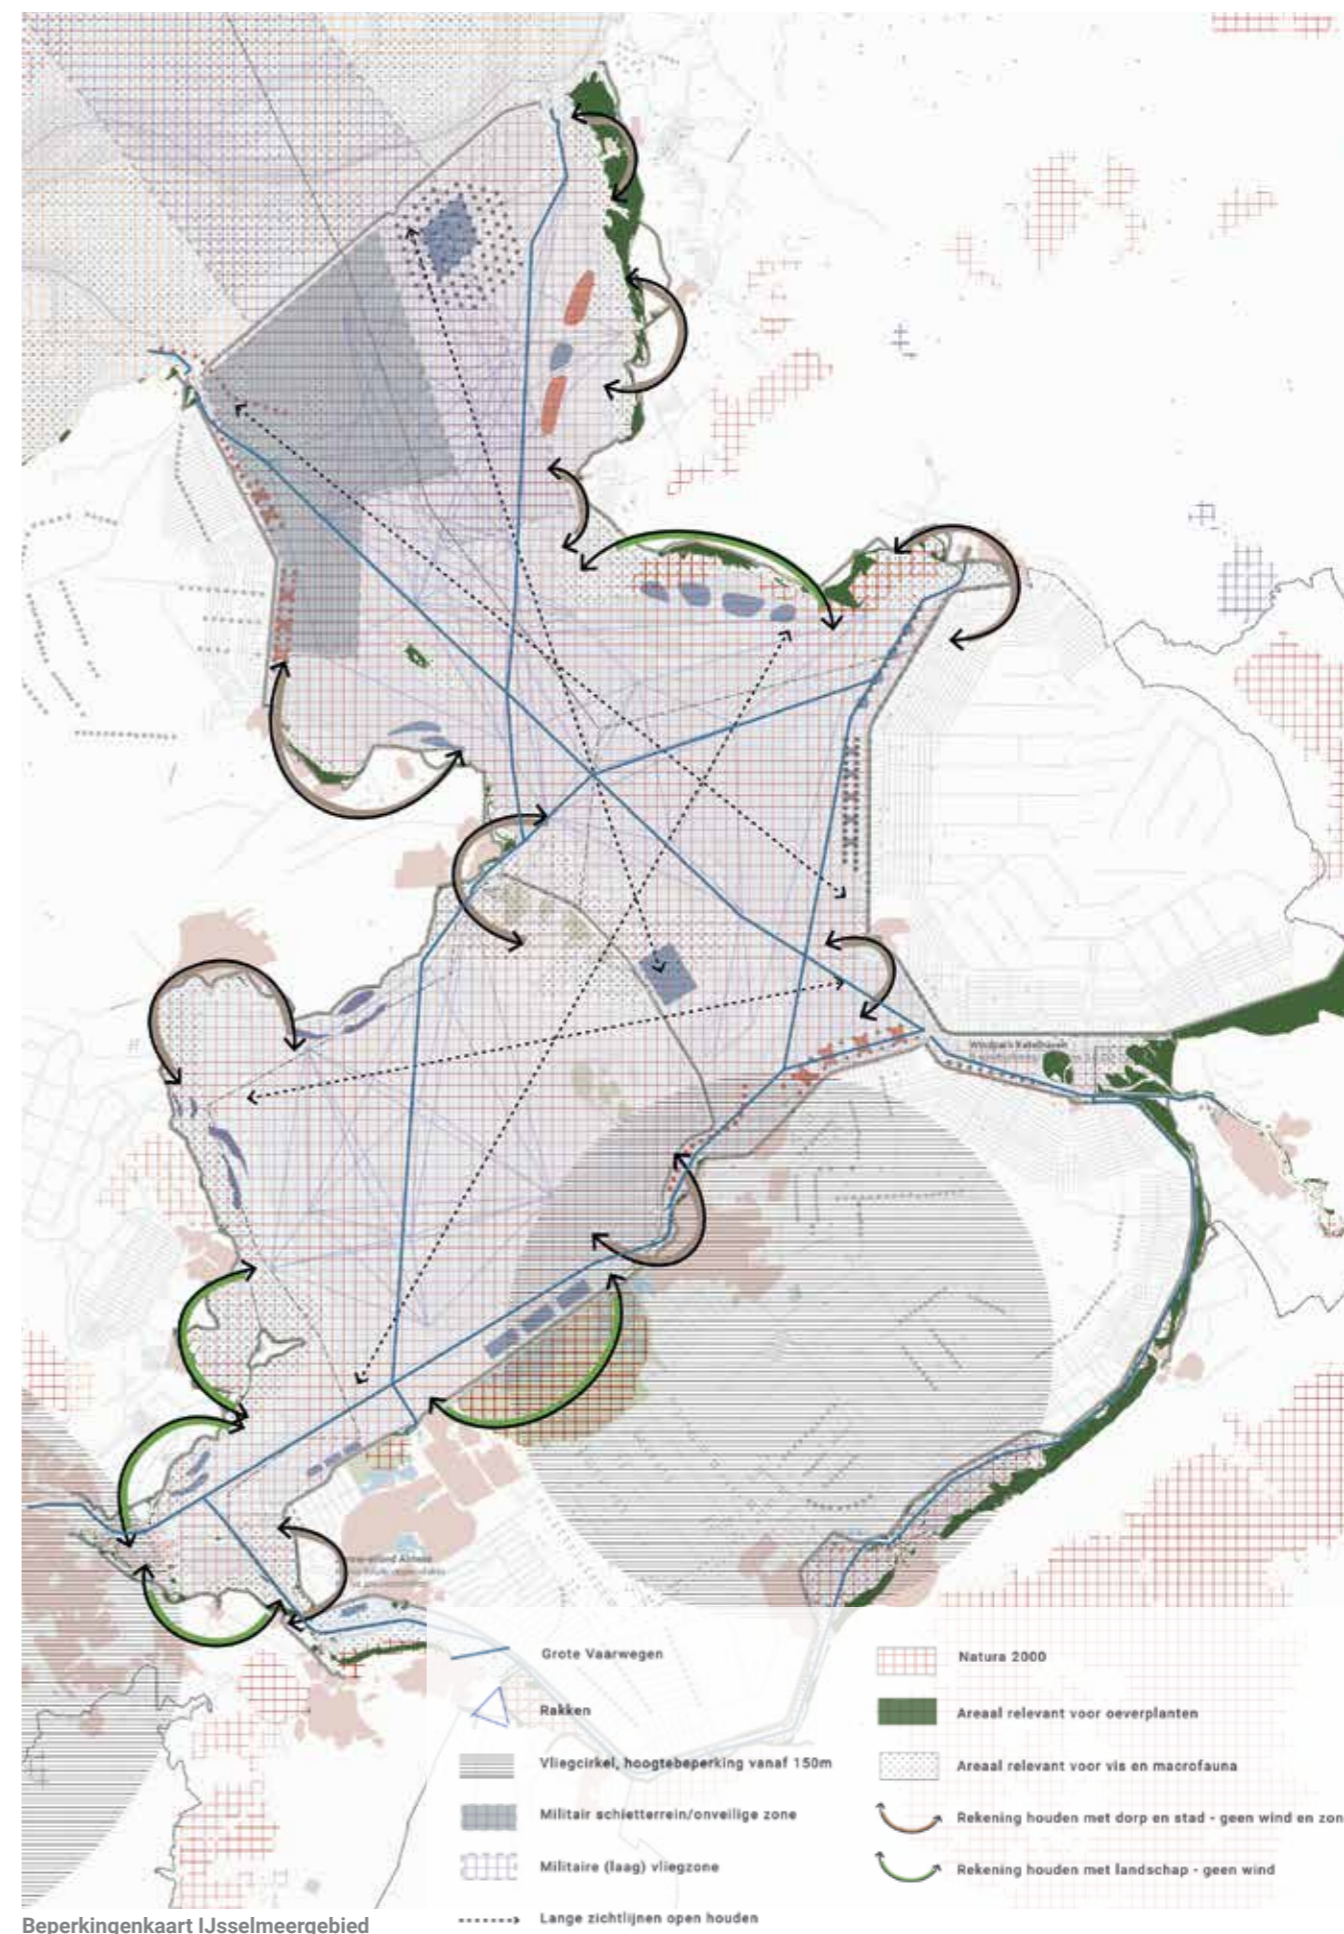 Windpark Ketelhaven
Grote Vaarwegen
Rakken
Vliegcirkel, hoogtebeperking vanaf 150m
Militair schietterrein/onveilige zone
Militaire (laag) vliegzone
Lange zichtlijnen open houden
Natura 2000
Areaal relevant voor oeverplanten
Areaal relevant voor vis en macrofauna
Rekening houden met dorp en stad - geen wind en zon
Rekening houden met landschap - geen wind
Beperkingenkaart IJsselmeergebied